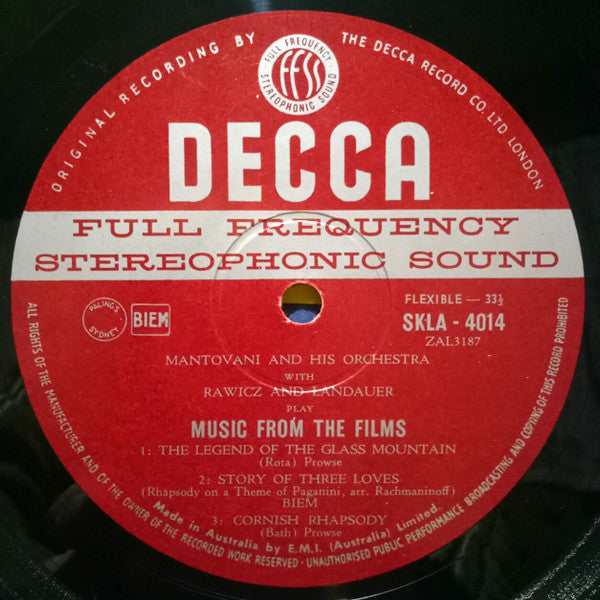 ORIGINAL RECORDING BY THE DECCA RECORD CO. LTD. LONDON
FULL FREQUENCY
FFSS
STEREOPHONIC SOUND
DECCA
FULL FREQUENCY
STEREOPHONIC SOUND
PALING'S
SYDNEY
BIEM
FLEXIBLE — 33⅓
SKLA - 4014
ZAL3187
MANTOVANI AND HIS ORCHESTRA
WITH
RAWICZ AND LANDAUER
PLAY
MUSIC FROM THE FILMS
1: THE LEGEND OF THE GLASS MOUNTAIN
(Rota) Prowse
2: STORY OF THREE LOVES
(Rhapsody on a Theme of Paganini, arr. Rachmaninoff)
BIEM
3: CORNISH RHAPSODY
(Bath) Prowse
Made in Australia by E.M.I. (Australia) Limited.
ALL RIGHTS OF THE MANUFACTURER AND OF THE OWNER OF THE RECORDED WORK RESERVED - UNAUTHORISED PUBLIC PERFORMANCE BROADCASTING AND COPYING OF THIS RECORD PROHIBITED